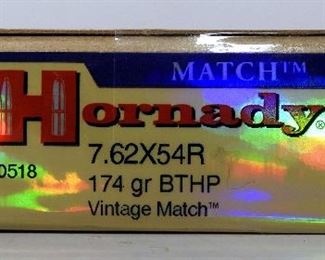 MATCH™
Hornady®
7.62X54R
0518
174 gr BTHP
Vintage Match™